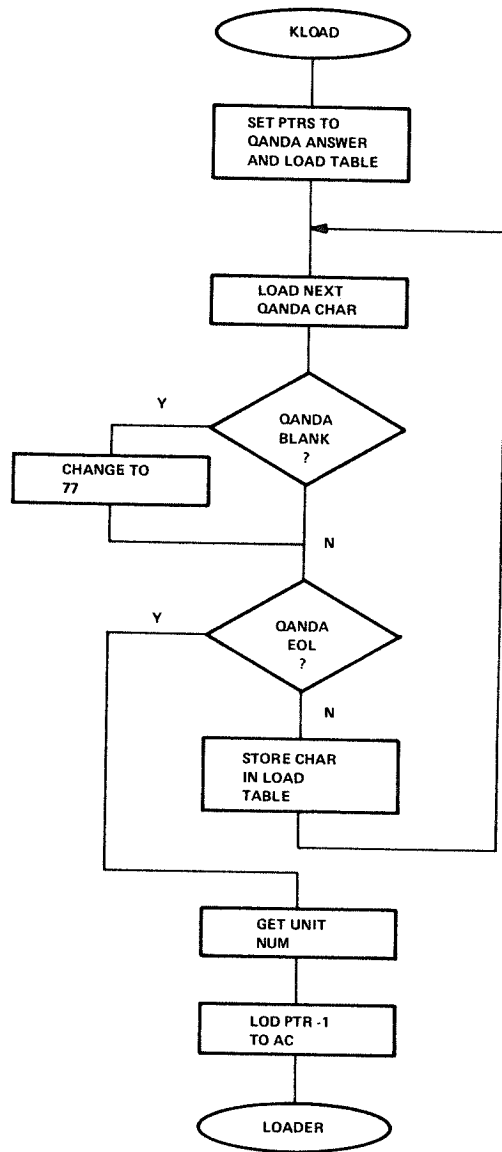 KLOAD
SET PTRS TO
QANDA ANSWER
AND LOAD TABLE
LOAD NEXT
QANDA CHAR
Y
QANDA
BLANK
?
CHANGE TO
77
N
Y
QANDA
EOL
?
N
STORE CHAR
IN LOAD
TABLE
GET UNIT
NUM
LOD PTR -1
TO AC
LOADER